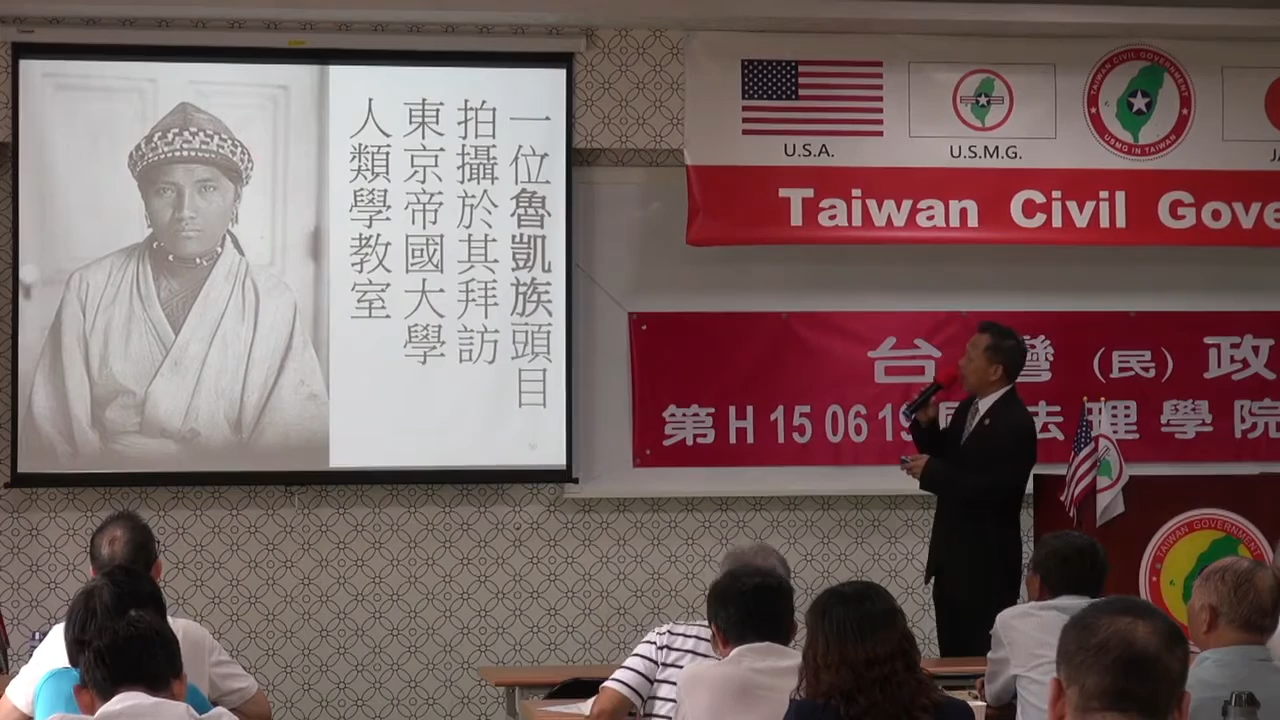 一位魯凱族頭目
拍攝於其拜訪
東京帝國大學
人類學教室
U.S.A.
U.S.M.G.
TAIWAN CIVIL GOVERNMENT
USMG IN TAIWAN
Taiwan Civil Gove
台灣(民)政
第H 15 06 19
法理學院
TAIWAN GOVERNMENT